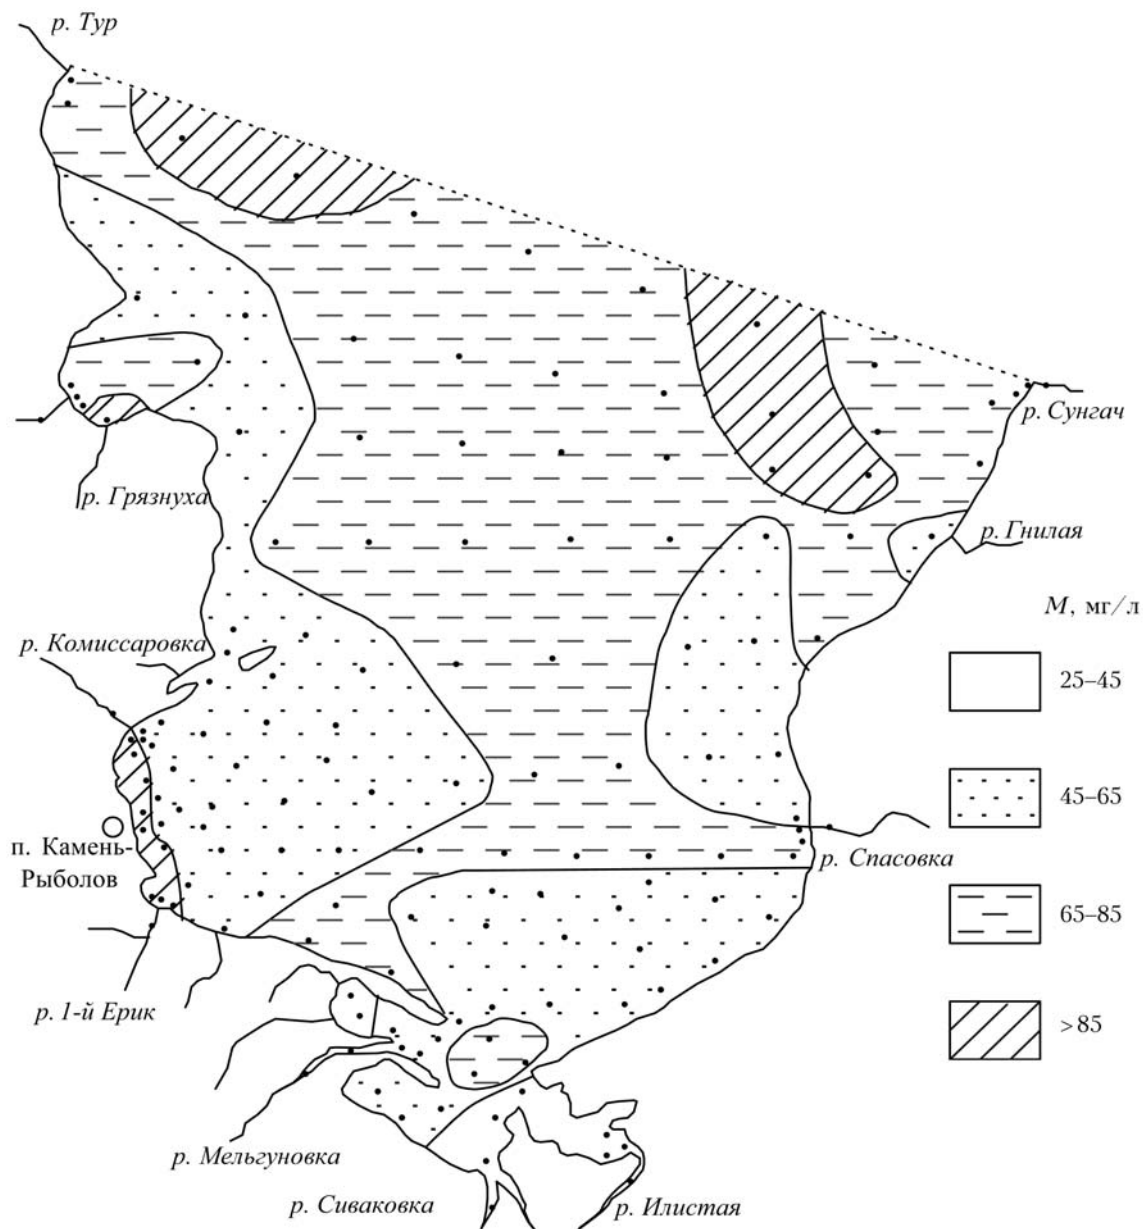 р. Тур
р. Сунгач
р. Грязнуха
р. Гнилая
М, мг/л
р. Комиссаровка
25–45
45–65
п. Камень-
Рыболов
р. Спасовка
65–85
р. 1-й Ерик
>85
р. Мельгуновка
р. Сиваковка
р. Илистая